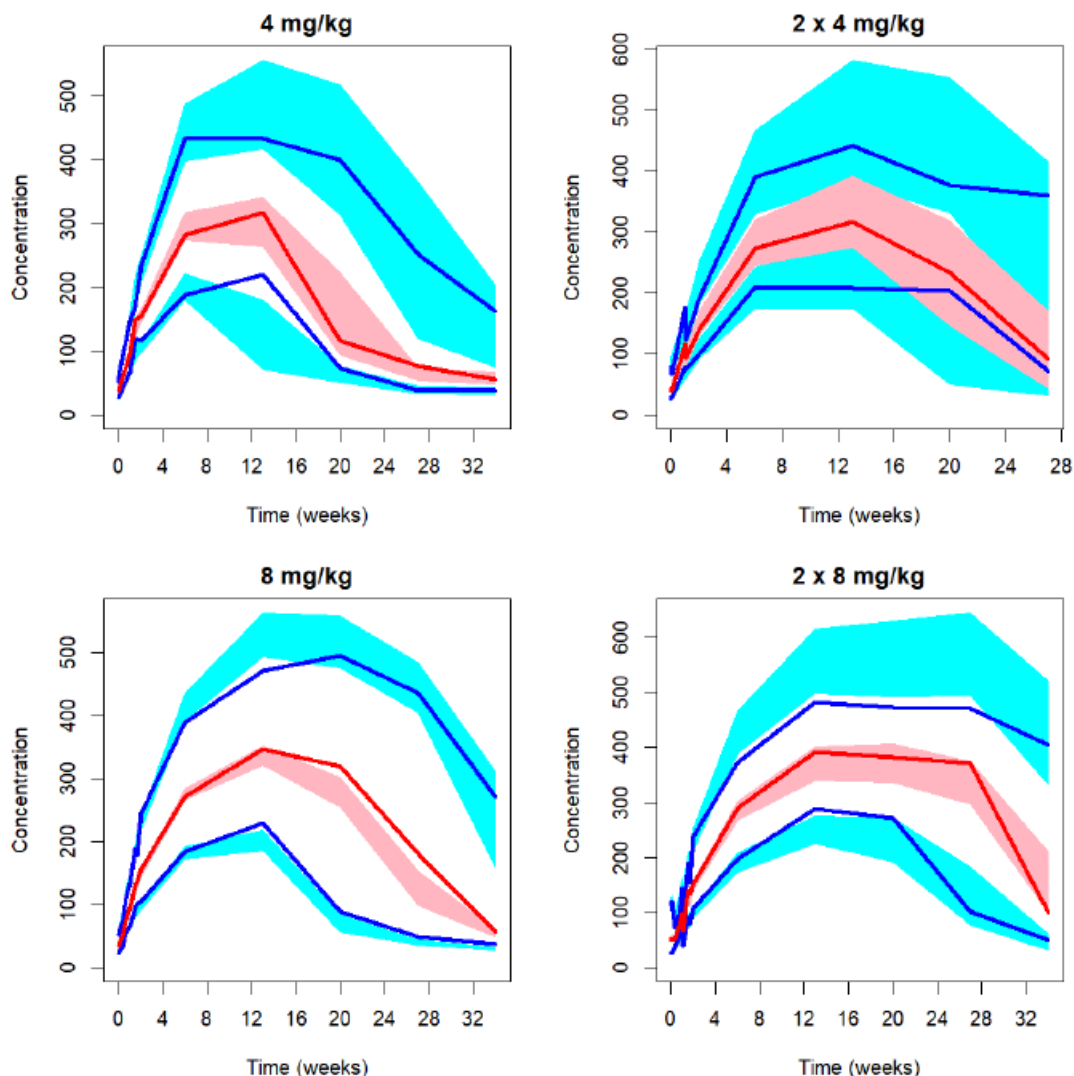 4 mg/kg
Concentration
0 100 200 300 400 500
0 4 8 12 16 20 24 28 32
Time (weeks)
2 x 4 mg/kg
Concentration
0 100 200 300 400 500 600
0 4 8 12 16 20 24 28
Time (weeks)
8 mg/kg
Concentration
0 100 200 300 400 500
0 4 8 12 16 20 24 28 32
Time (weeks)
2 x 8 mg/kg
Concentration
0 100 200 300 400 500 600
0 4 8 12 16 20 24 28 32
Time (weeks)